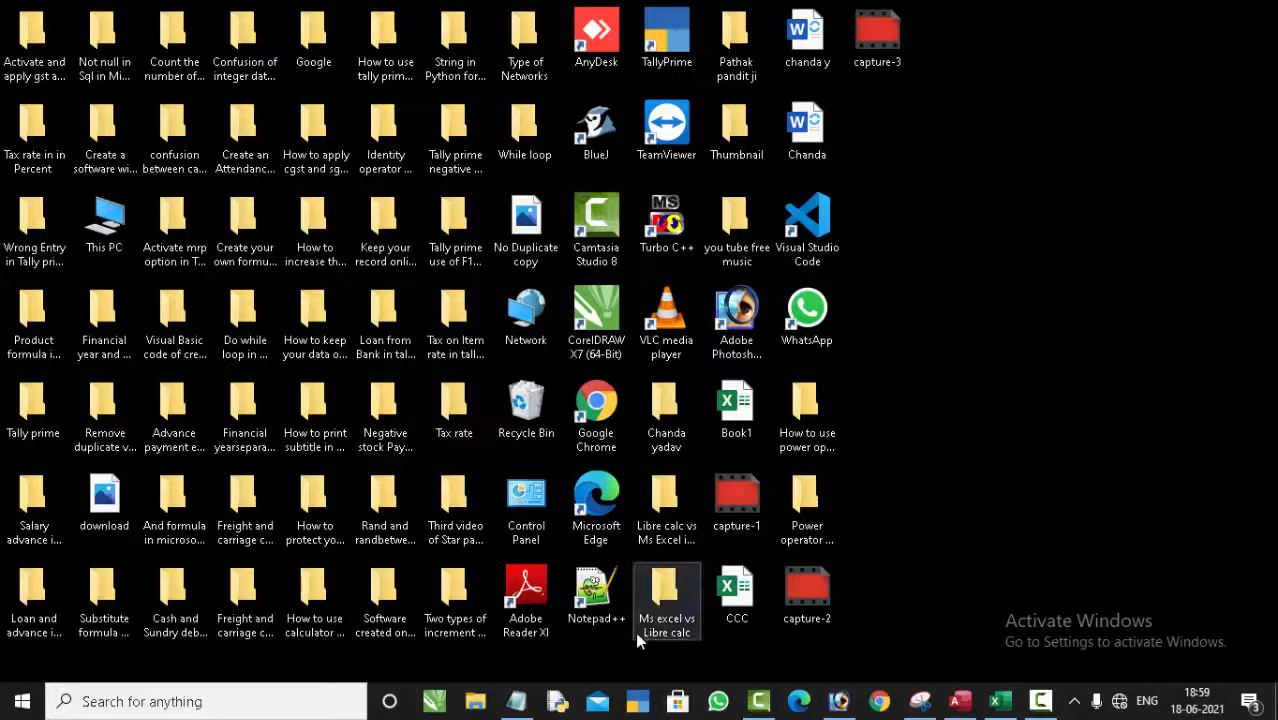 Activate and
apply gst a...
Not null in
Sql in Mi...
Count the
number of...
Confusion of
integer dat...
Google
How to use
tally prim...
String in
Python for...
Type of
Networks
AnyDesk
TallyPrime
Pathak
pandit ji
chanda y
capture-3
Tax rate in in
Percent
Create a
software wi...
confusion
between ca...
Create an
Attendanc...
How to apply
cgst and sg...
Identity
operator ...
Tally prime
negative ...
While loop
BlueJ
TeamViewer
Thumbnail
Chanda
Wrong Entry
in Tally pri...
This PC
Activate mrp
option in T...
Create your
own formu...
How to
increase th...
Keep your
record onli...
Tally prime
use of F1...
No Duplicate
copy
Camtasia
Studio 8
MS
Turbo C++
you tube free
music
Visual Studio
Code
Product
formula i...
Financial
year and ...
Visual Basic
code of cre...
Do while
loop in ...
How to keep
your data o...
Loan from
Bank in tal...
Tax on Item
rate in tall...
Network
CorelDRAW
X7 (64-Bit)
VLC media
player
Adobe
Photosh...
WhatsApp
Tally prime
Remove
duplicate v...
Advance
payment e...
Financial
yearsepara...
How to print
subtitle in ...
Negative
stock Pay...
Tax rate
Recycle Bin
Google
Chrome
Chanda
yadav
Book1
How to use
power op...
Salary
advance i...
download
And formula
in microso...
Freight and
carriage c...
How to
protect yo...
Rand and
randbetwe...
Third video
of Star pa...
Control
Panel
Microsoft
Edge
Libre calc vs
Ms Excel i...
capture-1
Power
operator ...
Loan and
advance i...
Substitute
formula ...
Cash and
Sundry deb...
Freight and
carriage c...
How to use
calculator ...
Software
created on...
Two types of
increment ...
Adobe
Reader XI
Notepad++
Ms excel vs
Libre calc
CCC
capture-2
Activate Windows
Go to Settings to activate Windows.
Search for anything
ENG
18:59
18-06-2021
3